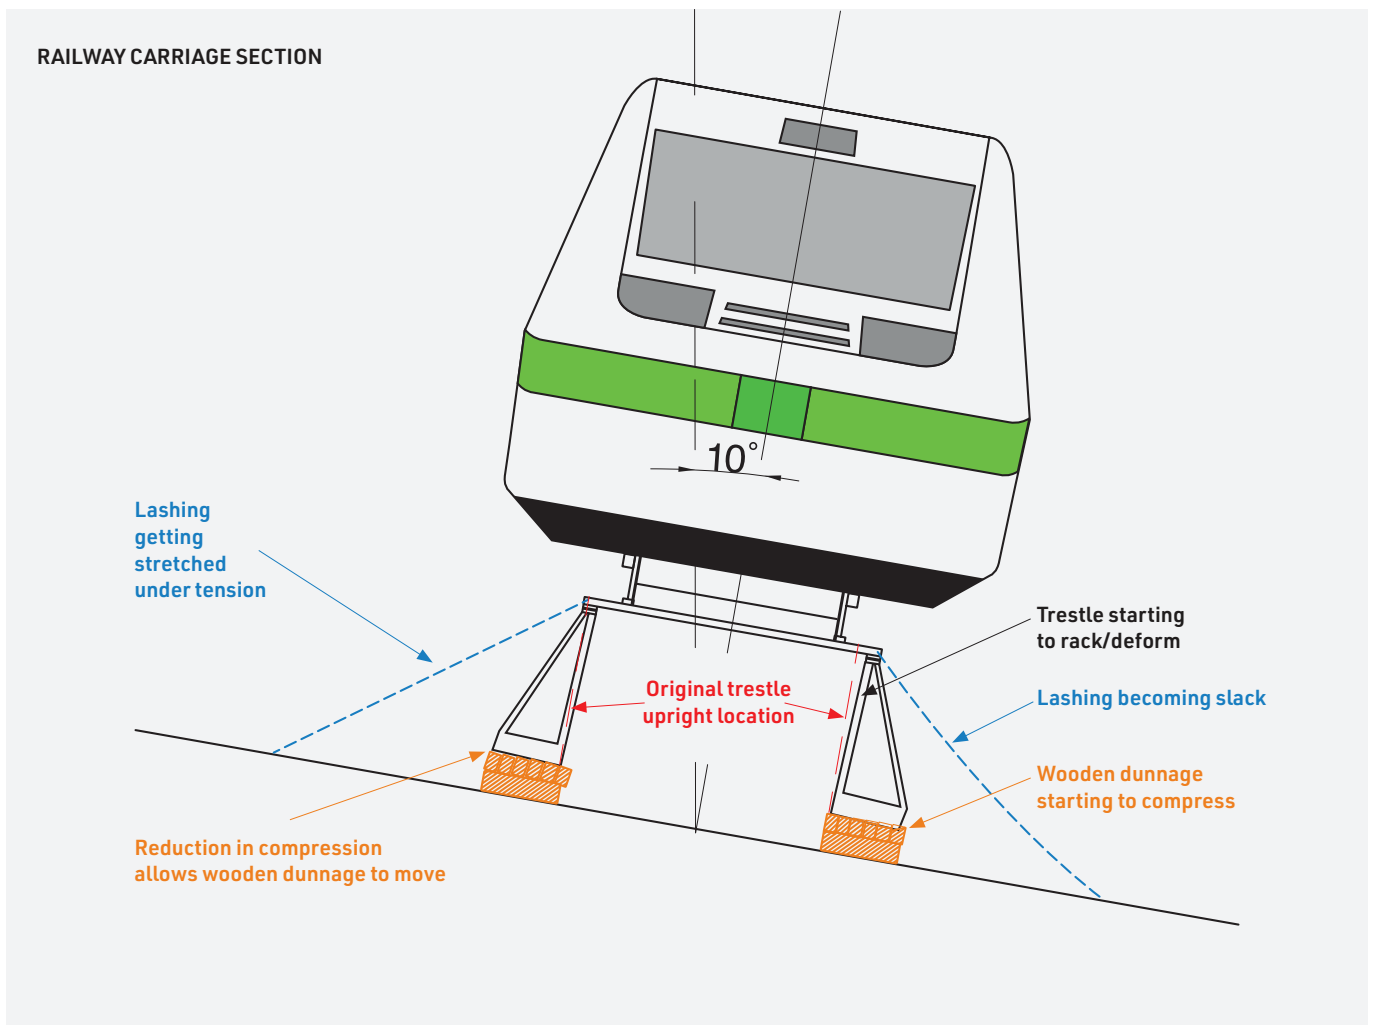 RAILWAY CARRIAGE SECTION
10°
Lashing
getting
stretched
under tension
Trestle starting
to rack/deform
Original trestle
upright location
Lashing becoming slack
Wooden dunnage
starting to compress
Reduction in compression
allows wooden dunnage to move